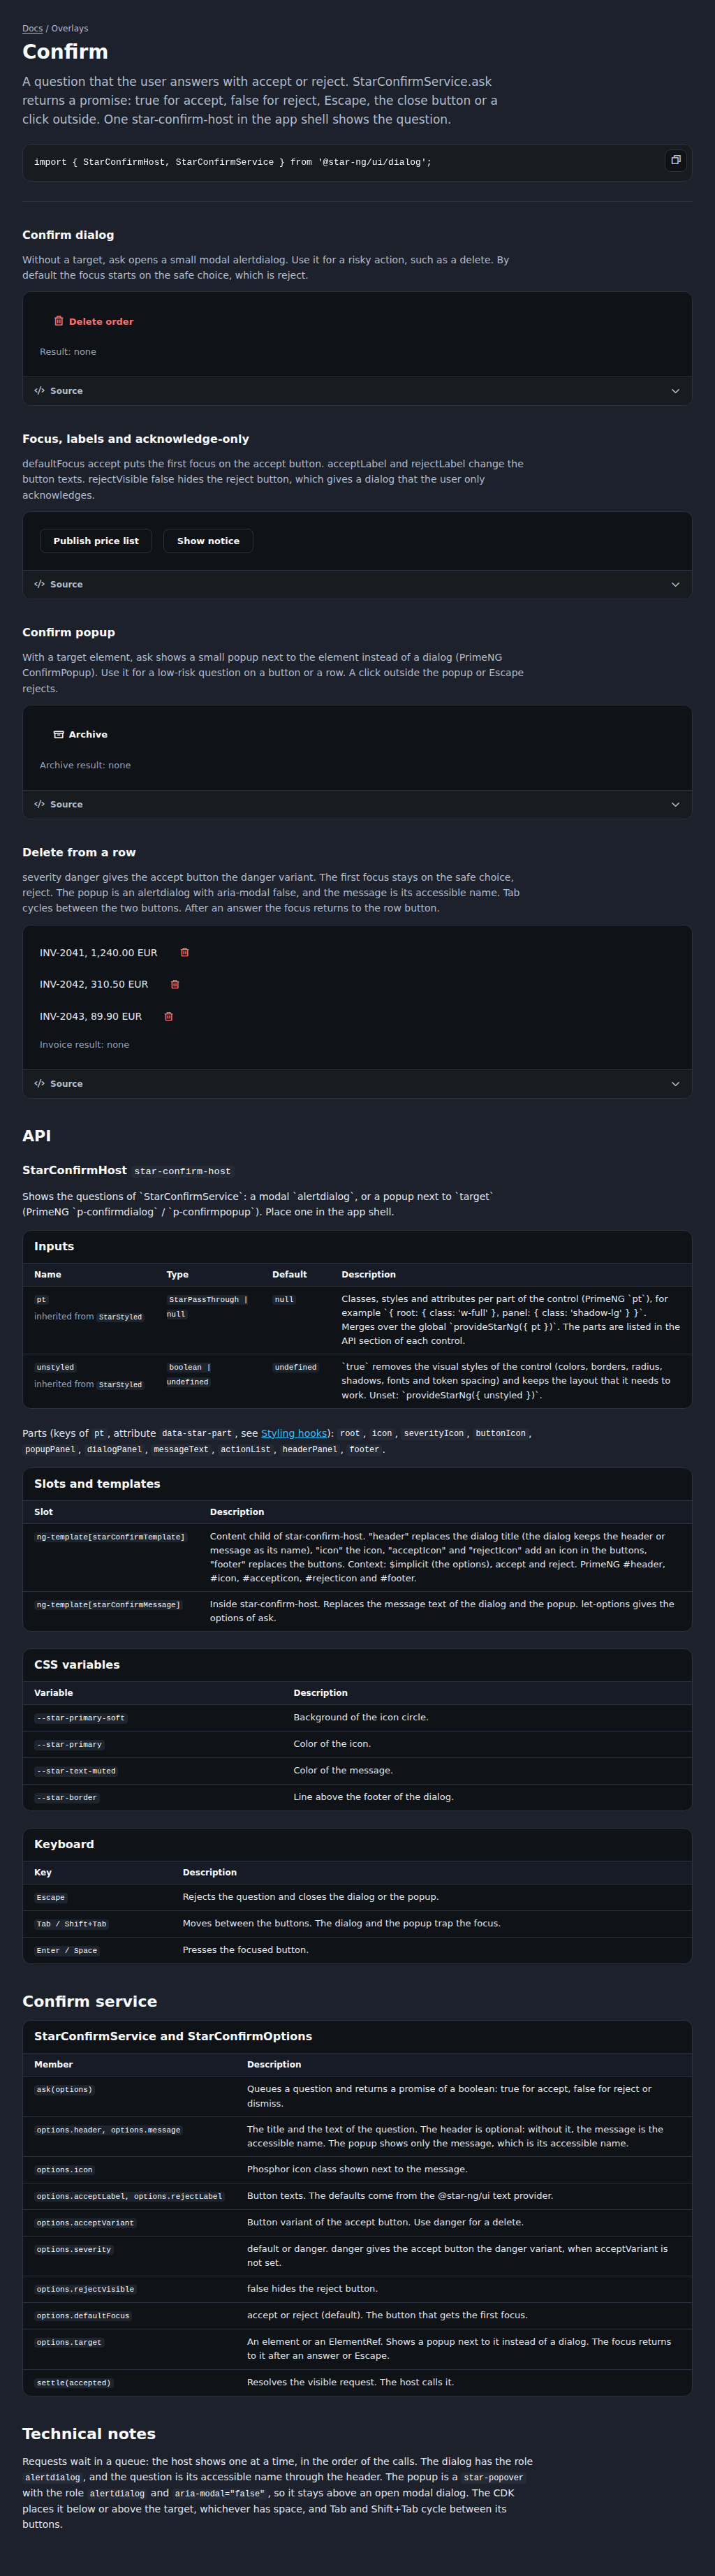 Docs / Overlays
Confirm
A question that the user answers with accept or reject. StarConfirmService.ask
returns a promise: true for accept, false for reject, Escape, the close button or a
click outside. One star-confirm-host in the app shell shows the question.
import { StarConfirmHost, StarConfirmService } from '@star-ng/ui/dialog';
Confirm dialog
Without a target, ask opens a small modal alertdialog. Use it for a risky action, such as a delete. By
default the focus starts on the safe choice, which is reject.
Delete order
Result: none
Source
Focus, labels and acknowledge-only
defaultFocus accept puts the first focus on the accept button. acceptLabel and rejectLabel change the
button texts. rejectVisible false hides the reject button, which gives a dialog that the user only
acknowledges.
Publish price list Show notice
Source
Confirm popup
With a target element, ask shows a small popup next to the element instead of a dialog (PrimeNG
ConfirmPopup). Use it for a low-risk question on a button or a row. A click outside the popup or Escape
rejects.
Archive
Archive result: none
Source
Delete from a row
severity danger gives the accept button the danger variant. The first focus stays on the safe choice,
reject. The popup is an alertdialog with aria-modal false, and the message is its accessible name. Tab
cycles between the two buttons. After an answer the focus returns to the row button.
INV-2041, 1,240.00 EUR
INV-2042, 310.50 EUR
INV-2043, 89.90 EUR
Invoice result: none
Source
API
StarConfirmHost star-confirm-host
Shows the questions of `StarConfirmService`: a modal `alertdialog`, or a popup next to `target`
(PrimeNG `p-confirmdialog` / `p-confirmpopup`). Place one in the app shell.
Inputs
Name Type Default Description
pt StarPassThrough | null Classes, styles and attributes per part of the control (PrimeNG `pt`), for
inherited from StarStyled null example `{ root: { class: 'w-full' }, panel: { class: 'shadow-lg' } }`.
Merges over the global `provideStarNg({ pt })`. The parts are listed in the
API section of each control.
unstyled boolean | undefined `true` removes the visual styles of the control (colors, borders, radius,
inherited from StarStyled undefined shadows, fonts and token spacing) and keeps the layout that it needs to
work. Unset: `provideStarNg({ unstyled })`.
Parts (keys of pt, attribute data-star-part, see Styling hooks): root, icon, severityIcon, buttonIcon,
popupPanel, dialogPanel, messageText, actionList, headerPanel, footer.
Slots and templates
Slot Description
ng-template[starConfirmTemplate] Content child of star-confirm-host. "header" replaces the dialog title (the dialog keeps the header or
message as its name), "icon" the icon, "acceptIcon" and "rejectIcon" add an icon in the buttons,
"footer" replaces the buttons. Context: $implicit (the options), accept and reject. PrimeNG #header,
#icon, #accepticon, #rejecticon and #footer.
ng-template[starConfirmMessage] Inside star-confirm-host. Replaces the message text of the dialog and the popup. let-options gives the
options of ask.
CSS variables
Variable Description
--star-primary-soft Background of the icon circle.
--star-primary Color of the icon.
--star-text-muted Color of the message.
--star-border Line above the footer of the dialog.
Keyboard
Key Description
Escape Rejects the question and closes the dialog or the popup.
Tab / Shift+Tab Moves between the buttons. The dialog and the popup trap the focus.
Enter / Space Presses the focused button.
Confirm service
StarConfirmService and StarConfirmOptions
Member Description
ask(options) Queues a question and returns a promise of a boolean: true for accept, false for reject or
dismiss.
options.header, options.message The title and the text of the question. The header is optional: without it, the message is the
accessible name. The popup shows only the message, which is its accessible name.
options.icon Phosphor icon class shown next to the message.
options.acceptLabel, options.rejectLabel Button texts. The defaults come from the @star-ng/ui text provider.
options.acceptVariant Button variant of the accept button. Use danger for a delete.
options.severity default or danger. danger gives the accept button the danger variant, when acceptVariant is
not set.
options.rejectVisible false hides the reject button.
options.defaultFocus accept or reject (default). The button that gets the first focus.
options.target An element or an ElementRef. Shows a popup next to it instead of a dialog. The focus returns
to it after an answer or Escape.
settle(accepted) Resolves the visible request. The host calls it.
Technical notes
Requests wait in a queue: the host shows one at a time, in the order of the calls. The dialog has the role
alertdialog, and the question is its accessible name through the header. The popup is a star-popover
with the role alertdialog and aria-modal="false", so it stays above an open modal dialog. The CDK
places it below or above the target, whichever has space, and Tab and Shift+Tab cycle between its
buttons.